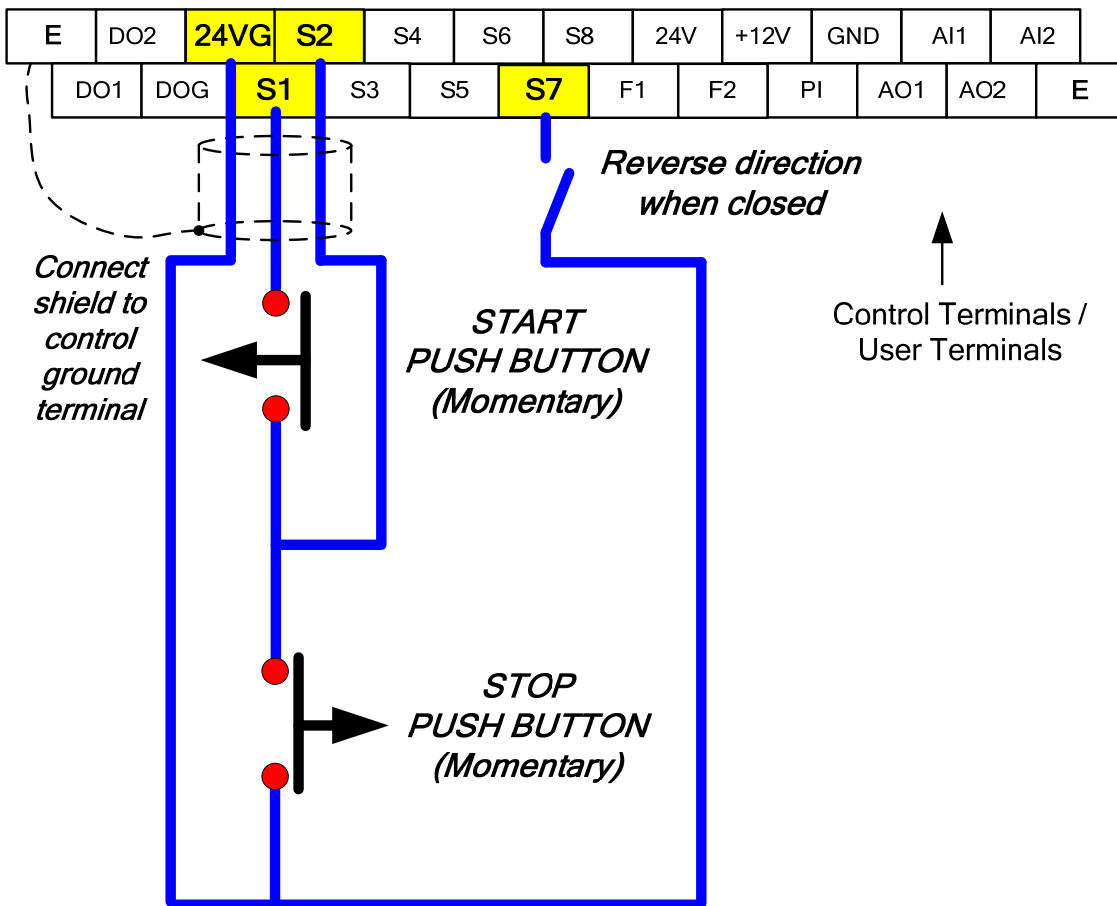 E DO2 24VG S2 S4 S6 S8 24V +12V GND AI1 AI2
DO1 DOG S1 S3 S5 S7 F1 F2 PI AO1 AO2 E
Reverse direction
when closed
Connect
shield to
control
ground
terminal
START
PUSH BUTTON
(Momentary)
Control Terminals /
User Terminals
STOP
PUSH BUTTON
(Momentary)